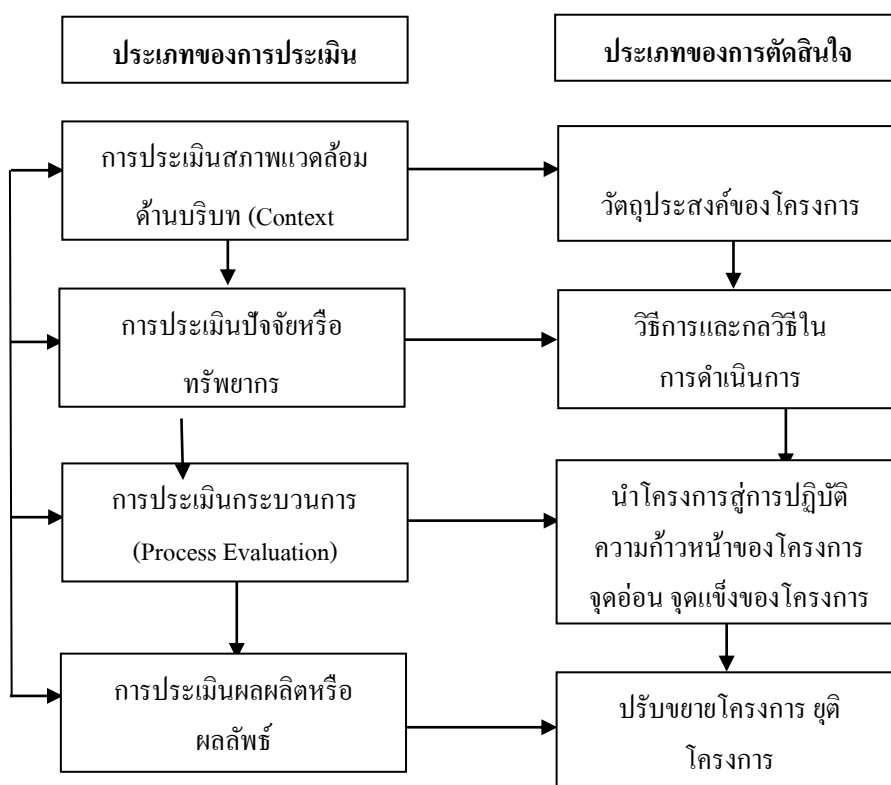 ประเภทของการประเมิน
ประเภทของการตัดสินใจ
การประเมินสภาพแวดล้อม
ด้านบริบท (Context
วัตถุประสงค์ของโครงการ
การประเมินปัจจัยหรือ
ทรัพยากร
วิธีการและกลวิธีใน
การดำเนินการ
การประเมินกระบวนการ
(Process Evaluation)
นำโครงการสู่การปฏิบัติ
ความก้าวหน้าของโครงการ
จุดอ่อน จุดแข็งของโครงการ
การประเมินผลผลิตหรือ
ผลลัพธ์
ปรับขยายโครงการ ยุติ
โครงการ